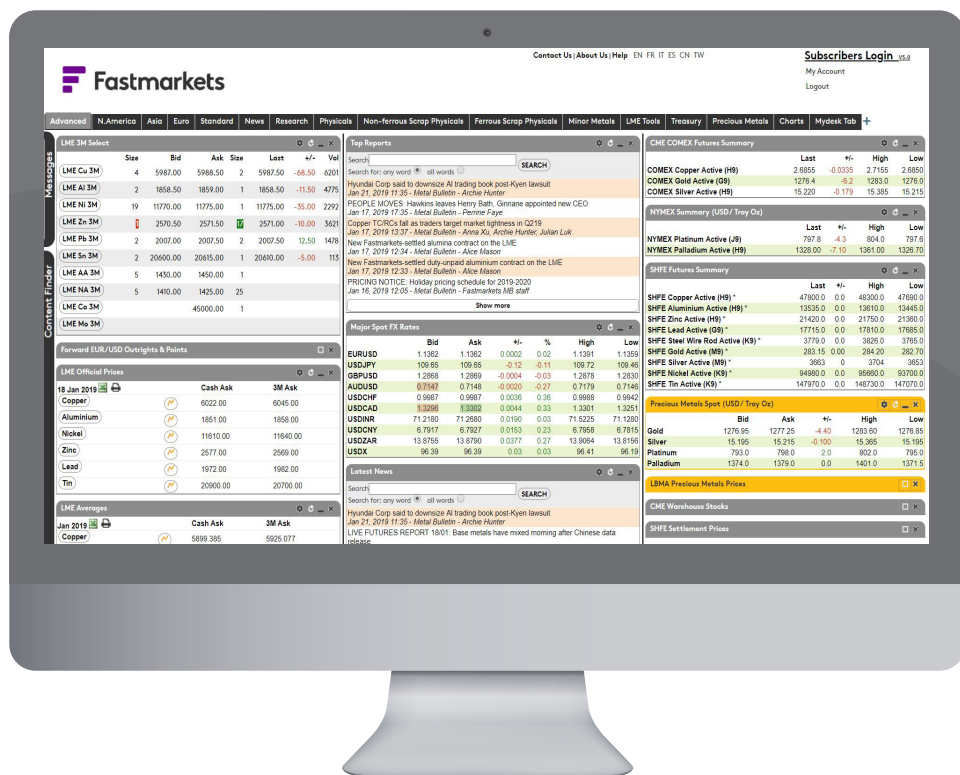 Contact Us | About Us | Help EN FR IT ES CN TW
Subscribers Login V5.0
My Account
Logout
Fastmarkets
Advanced N.America Asia Euro Standard News Research Physicals Non-ferrous Scrap Physicals Ferrous Scrap Physicals Minor Metals LME Tools Treasury Precious Metals Charts Mydesk Tab +
Messages
Content Finder
LME 3M Select
Size Bid Ask Size Last +/- Vol
LME Cu 3M 4 5987.00 5988.50 2 5987.50 -68.50 6201
LME Al 3M 2 1858.50 1859.00 1 1858.50 -11.50 4775
LME Ni 3M 19 11770.00 11775.00 1 11775.00 -35.00 2292
LME Zn 3M 1 2570.50 2571.50 17 2571.00 -10.00 3621
LME Pb 3M 2 2007.00 2007.50 2 2007.50 12.50 1478
LME Sn 3M 2 20600.00 20615.00 1 20610.00 -5.00 113
LME AA 3M 5 1430.00 1450.00 1
LME NA 3M 5 1410.00 1425.00 25
LME Co 3M 45000.00 1
LME Mo 3M
Forward EUR/USD Outrights & Points
LME Official Prices
18 Jan 2019 Cash Ask 3M Ask
Copper 6022.00 6045.00
Aluminium 1851.00 1858.00
Nickel 11610.00 11640.00
Zinc 2577.00 2569.00
Lead 1972.00 1982.00
Tin 20900.00 20700.00
LME Averages
Jan 2019 Cash Ask 3M Ask
Copper 5899.385 5925.077
Top Reports
Search SEARCH
Search for: any word all words
Hyundai Corp said to downsize Al trading book post-Kyen lawsuit
Jan 21, 2019 11:35 - Metal Bulletin - Archie Hunter
PEOPLE MOVES: Hawkins leaves Henry Bath, Ginnane appointed new CEO
Jan 17, 2019 17:35 - Metal Bulletin - Perrine Faye
Copper TC/RCs fall as traders target market tightness in Q219
Jan 17, 2019 13:37 - Metal Bulletin - Anna Xu, Archie Hunter, Julian Luk
New Fastmarkets-settled alumina contract on the LME
Jan 17, 2019 12:34 - Metal Bulletin - Alice Mason
New Fastmarkets-settled duty-unpaid aluminium contract on the LME
Jan 17, 2019 12:33 - Metal Bulletin - Alice Mason
PRICING NOTICE: Holiday pricing schedule for 2019-2020
Jan 16, 2019 12:05 - Metal Bulletin - Fastmarkets MB staff
Show more
Major Spot FX Rates
Bid Ask +/- % High Low
EURUSD 1.1362 1.1362 0.0002 0.02 1.1391 1.1359
USDJPY 109.65 109.65 -0.12 -0.11 109.72 109.46
GBPUSD 1.2868 1.2869 -0.0004 -0.03 1.2878 1.2830
AUDUSD 0.7147 0.7148 -0.0020 -0.27 0.7179 0.7146
USDCHF 0.9987 0.9987 0.0036 0.36 0.9988 0.9942
USDCAD 1.3296 1.3302 0.0044 0.33 1.3301 1.3251
USDINR 71.2180 71.2680 0.0190 0.03 71.5225 71.1280
USDCNY 6.7917 6.7927 0.0153 0.23 6.7958 6.7815
USDZAR 13.8755 13.8790 0.0377 0.27 13.9064 13.8156
USDX 96.39 96.39 0.03 0.03 96.41 96.19
Latest News
Search SEARCH
Search for: any word all words
Hyundai Corp said to downsize Al trading book post-Kyen lawsuit
Jan 21, 2019 11:35 - Metal Bulletin - Archie Hunter
LIVE FUTURES REPORT 18/01: Base metals have mixed morning after Chinese data
release
CME COMEX Futures Summary
Last +/- High Low
COMEX Copper Active (H9) 2.6855 -0.0335 2.7155 2.6850
COMEX Gold Active (G9) 1276.4 -6.2 1283.0 1276.0
COMEX Silver Active (H9) 15.220 -0.179 15.385 15.215
NYMEX Summary (USD/ Troy Oz)
Last +/- High Low
NYMEX Platinum Active (J9) 797.8 -4.3 804.0 797.6
NYMEX Palladium Active (H9) 1328.00 -7.10 1361.00 1326.70
SHFE Futures Summary
Last +/- High Low
SHFE Copper Active (H9) * 47800.0 0.0 48300.0 47690.0
SHFE Aluminium Active (H9) * 13535.0 0.0 13610.0 13445.0
SHFE Zinc Active (H9) * 21420.0 0.0 21750.0 21360.0
SHFE Lead Active (G9) * 17715.0 0.0 17810.0 17685.0
SHFE Steel Wire Rod Active (K9) * 3779.0 0.0 3826.0 3765.0
SHFE Gold Active (M9) * 283.15 0.00 284.20 282.70
SHFE Silver Active (M9) * 3663 0 3704 3653
SHFE Nickel Active (K9) * 94980.0 0.0 95660.0 93700.0
SHFE Tin Active (K9) * 147970.0 0.0 148730.0 147070.0
Precious Metals Spot (USD/ Troy Oz)
Bid Ask +/- High Low
Gold 1276.95 1277.25 -4.40 1283.60 1276.85
Silver 15.195 15.215 -0.100 15.365 15.195
Platinum 793.0 798.0 2.0 802.0 795.0
Palladium 1374.0 1379.0 0.0 1401.0 1371.5
LBMA Precious Metals Prices
CME Warehouse Stocks
SHFE Settlement Prices